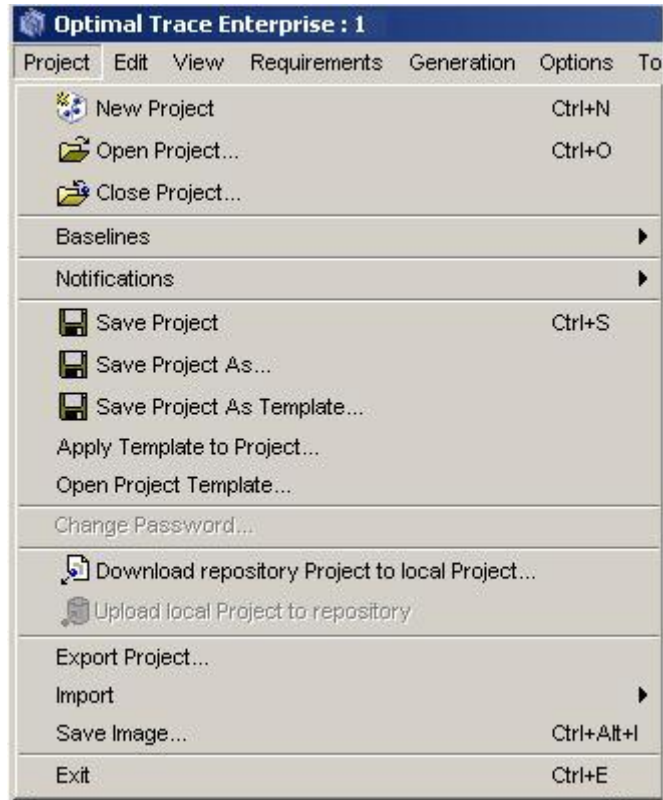 Optimal Trace Enterprise : 1
Project Edit View Requirements Generation Options To
New Project Ctrl+N
Open Project... Ctrl+O
Close Project...
Baselines
Notifications
Save Project Ctrl+S
Save Project As...
Save Project As Template...
Apply Template to Project...
Open Project Template...
Change Password...
Download repository Project to local Project...
Upload local Project to repository
Export Project...
Import
Save Image... Ctrl+Alt+I
Exit Ctrl+E